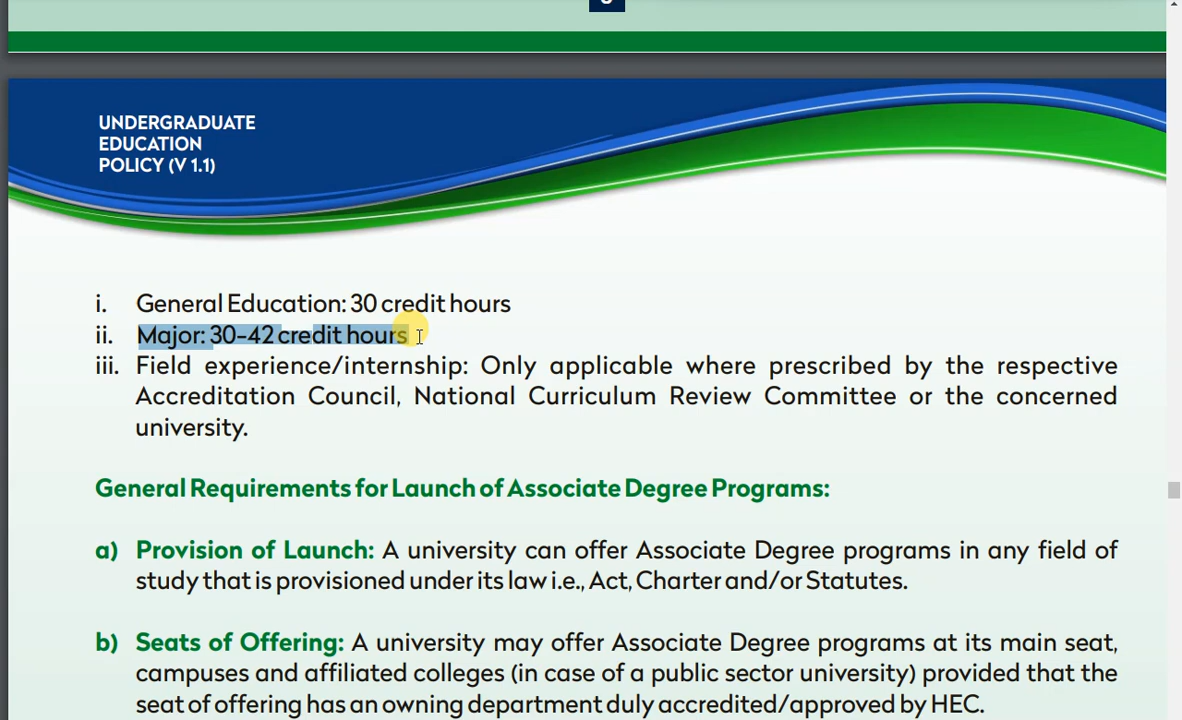 UNDERGRADUATE
EDUCATION
POLICY (V 1.1)
i. General Education: 30 credit hours
ii. Major: 30-42 credit hours
iii. Field experience/internship: Only applicable where prescribed by the respective
Accreditation Council, National Curriculum Review Committee or the concerned
university.
General Requirements for Launch of Associate Degree Programs:
a) Provision of Launch: A university can offer Associate Degree programs in any field of
study that is provisioned under its law i.e., Act, Charter and/or Statutes.
b) Seats of Offering: A university may offer Associate Degree programs at its main seat,
campuses and affiliated colleges (in case of a public sector university) provided that the
seat of offering has an owning department duly accredited/approved by HEC.